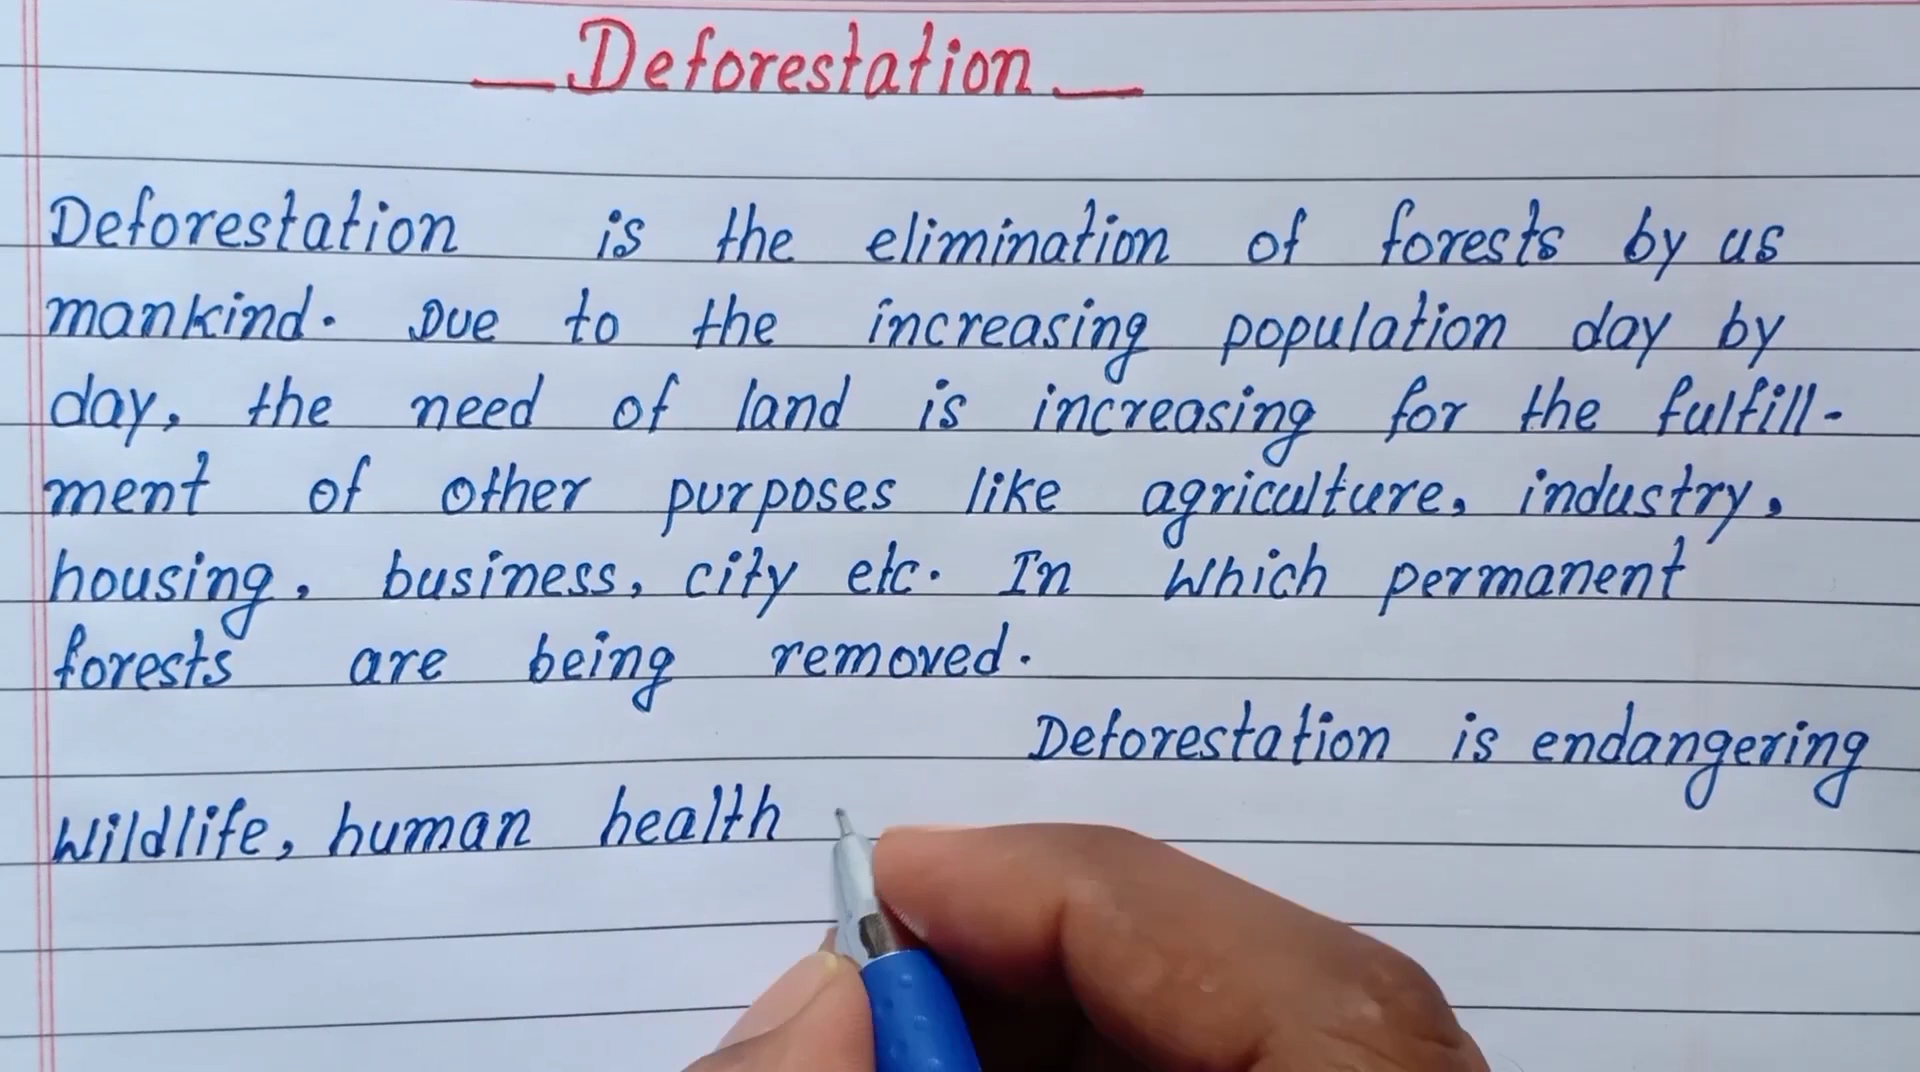 Deforestation
Deforestation is the elimination of forests by us
mankind. Due to the increasing population day by
day, the need of land is increasing for the fulfill-
ment of other purposes like agriculture, industry,
housing, business, city etc. In which permanent
forests are being removed.
Deforestation is endangering
wildlife, human health